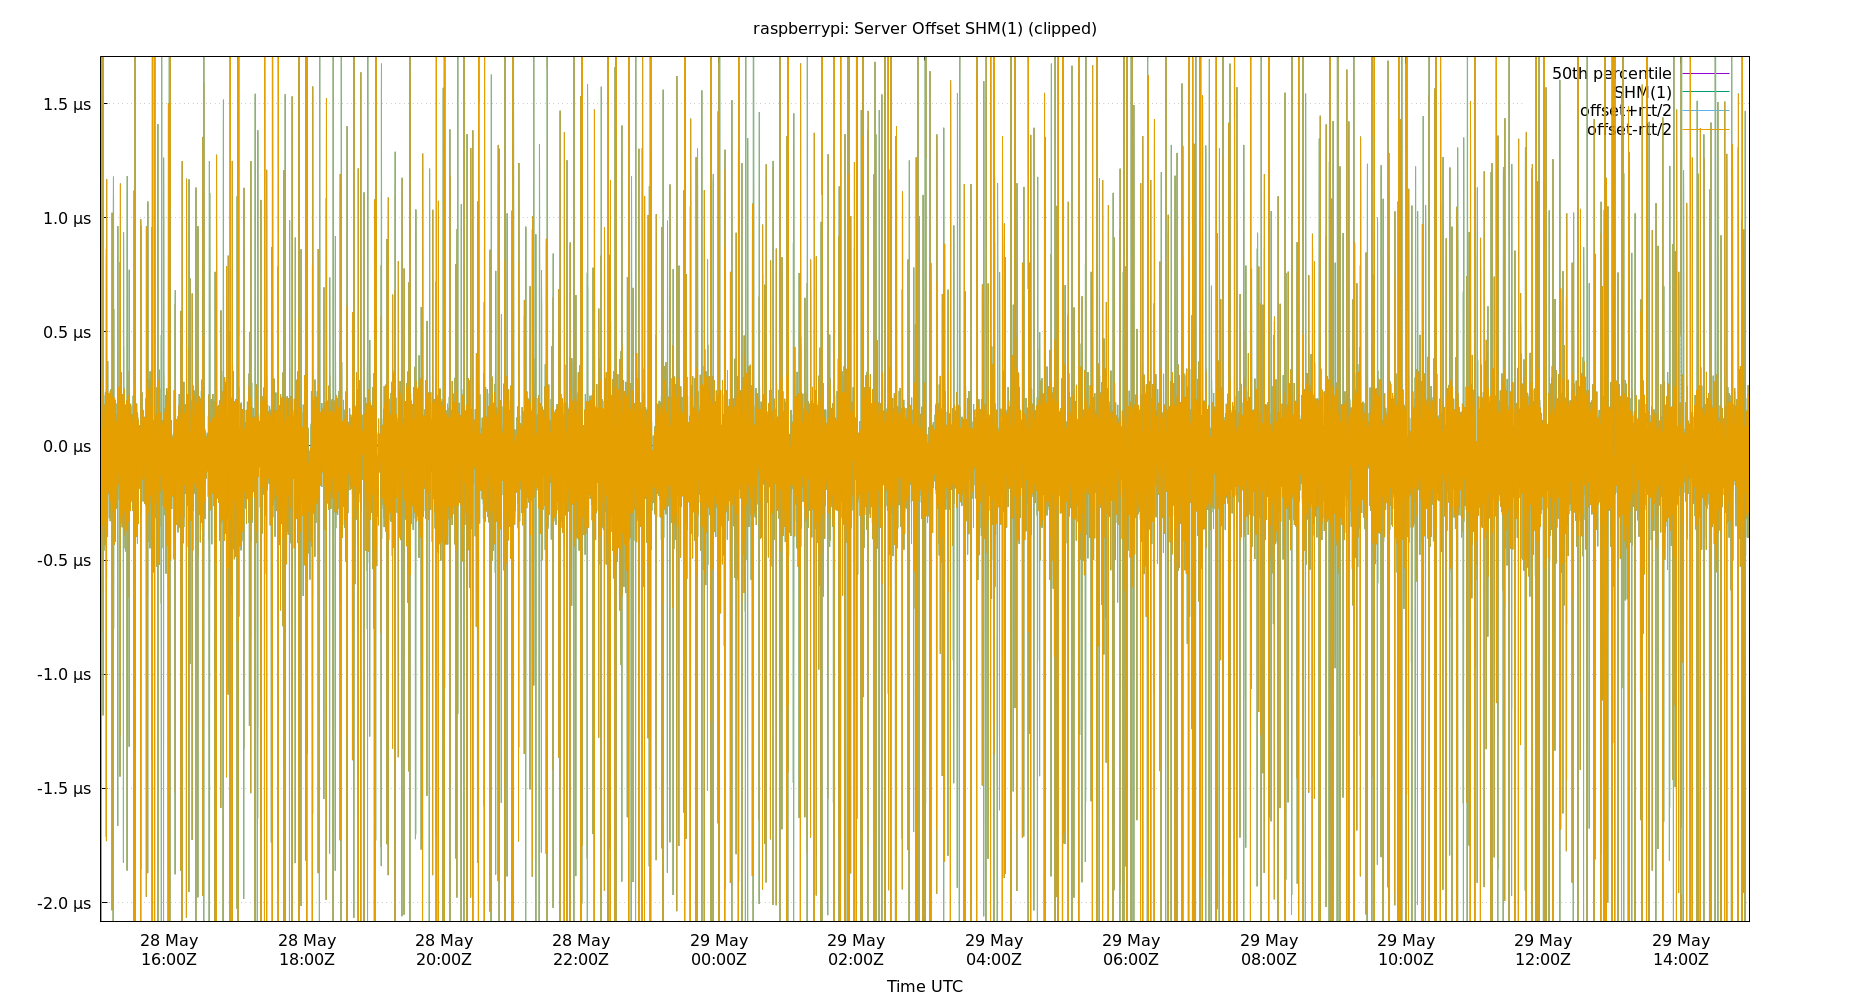 raspberrypi: Server Offset SHM(1) (clipped)
50th percentile
SHM(1)
offset+rtt/2
offset-rtt/2
1.5 µs
1.0 µs
0.5 µs
0.0 µs
-0.5 µs
-1.0 µs
-1.5 µs
-2.0 µs
28 May 28 May 28 May 28 May 29 May 29 May 29 May 29 May 29 May 29 May 29 May 29 May
16:00Z 18:00Z 20:00Z 22:00Z 00:00Z 02:00Z 04:00Z 06:00Z 08:00Z 10:00Z 12:00Z 14:00Z
Time UTC